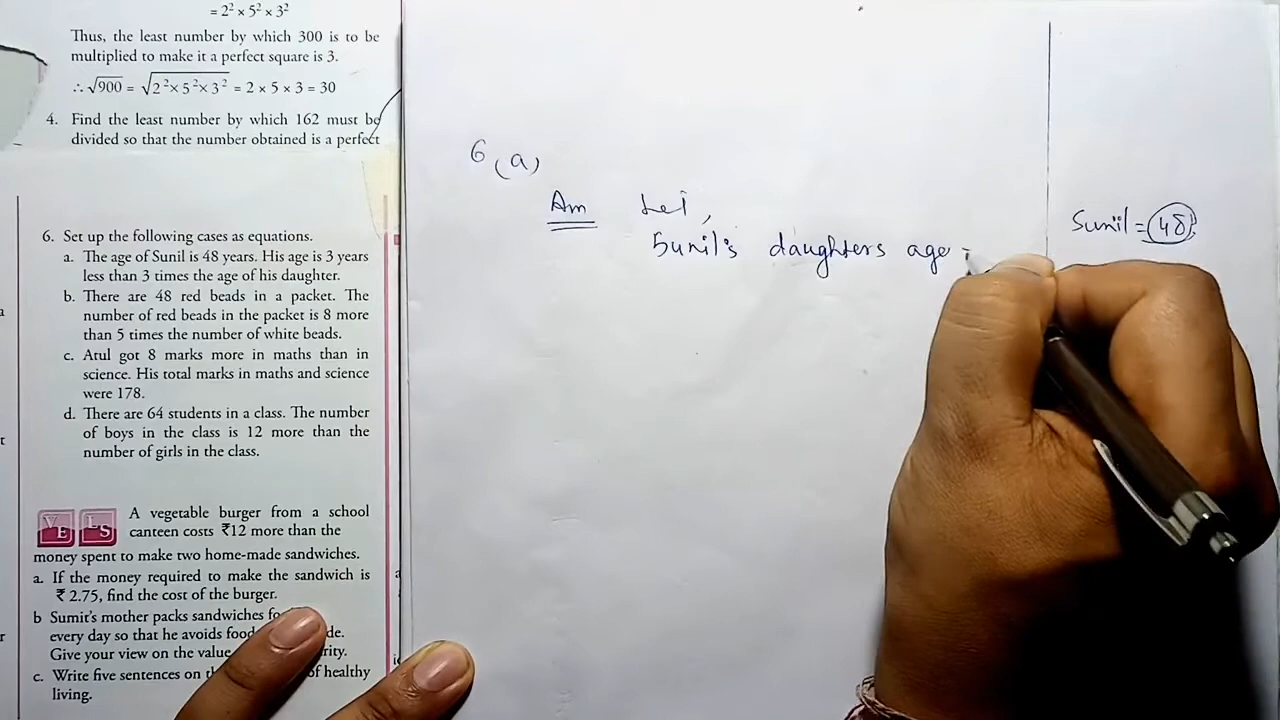 = 2² × 5² × 3²
Thus, the least number by which 300 is to be
multiplied to make it a perfect square is 3.
∴ √900 = √2² × 5² × 3² = 2 × 5 × 3 = 30
4. Find the least number by which 162 must be
divided so that the number obtained is a perfect
6. Set up the following cases as equations.
a. The age of Sunil is 48 years. His age is 3 years
less than 3 times the age of his daughter.
b. There are 48 red beads in a packet. The
number of red beads in the packet is 8 more
than 5 times the number of white beads.
c. Atul got 8 marks more in maths than in
science. His total marks in maths and science
were 178.
d. There are 64 students in a class. The number
of boys in the class is 12 more than the
number of girls in the class.
VE LS
A vegetable burger from a school
canteen costs ₹12 more than the
money spent to make two home-made sandwiches.
a. If the money required to make the sandwich is
₹ 2.75, find the cost of the burger.
b Sumit's mother packs sandwiches
every day so that he avoids
Give your view on the
c. Write five sentences on of healthy
living.
6 (a)
Ans Let,
Sunil's daughters age =
Sunil = 48